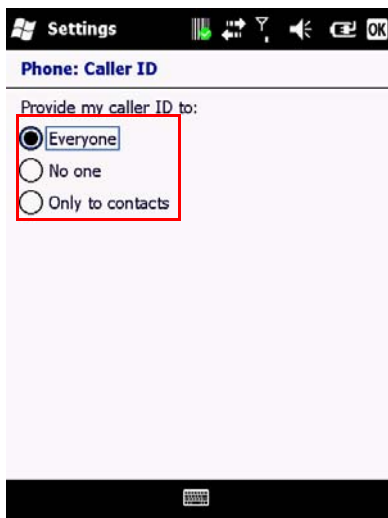 Settings
OK
Phone: Caller ID
Provide my caller ID to:
Everyone
No one
Only to contacts